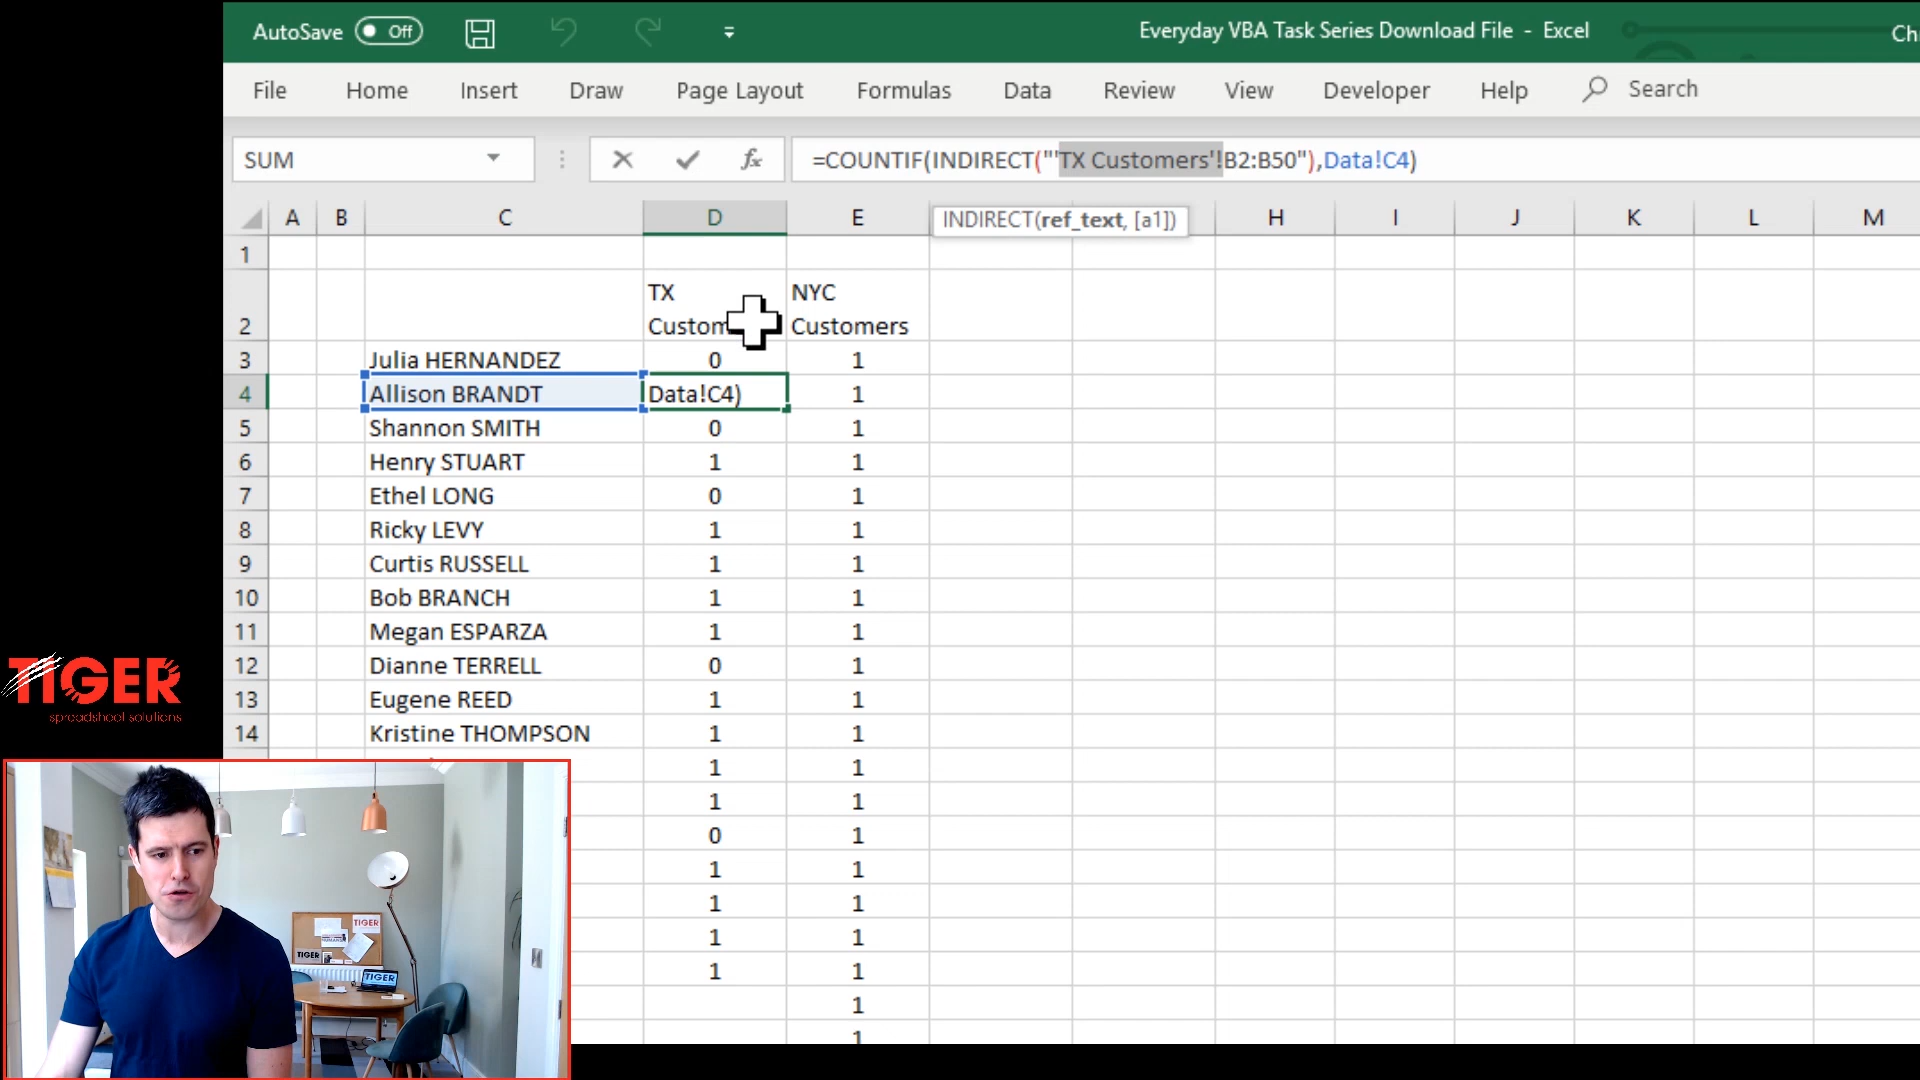 AutoSave Off
Everyday VBA Task Series Download File - Excel
Ch
File Home Insert Draw Page Layout Formulas Data Review View Developer Help Search
SUM
fx
=COUNTIF(INDIRECT("'TX Customers'!B2:B50"),Data!C4)
INDIRECT(ref_text, [a1])
A B C D E H I J K L M
1
2 TX Custom NYC Customers
3 Julia HERNANDEZ 0 1
4 Allison BRANDT Data!C4) 1
5 Shannon SMITH 0 1
6 Henry STUART 1 1
7 Ethel LONG 0 1
8 Ricky LEVY 1 1
9 Curtis RUSSELL 1 1
10 Bob BRANCH 1 1
11 Megan ESPARZA 1 1
12 Dianne TERRELL 0 1
13 Eugene REED 1 1
14 Kristine THOMPSON 1 1
1 1
1 1
0 1
1 1
1 1
1 1
1 1
1
1
TIGER
spreadsheet solutions
TIGER
TIGER
TIGER